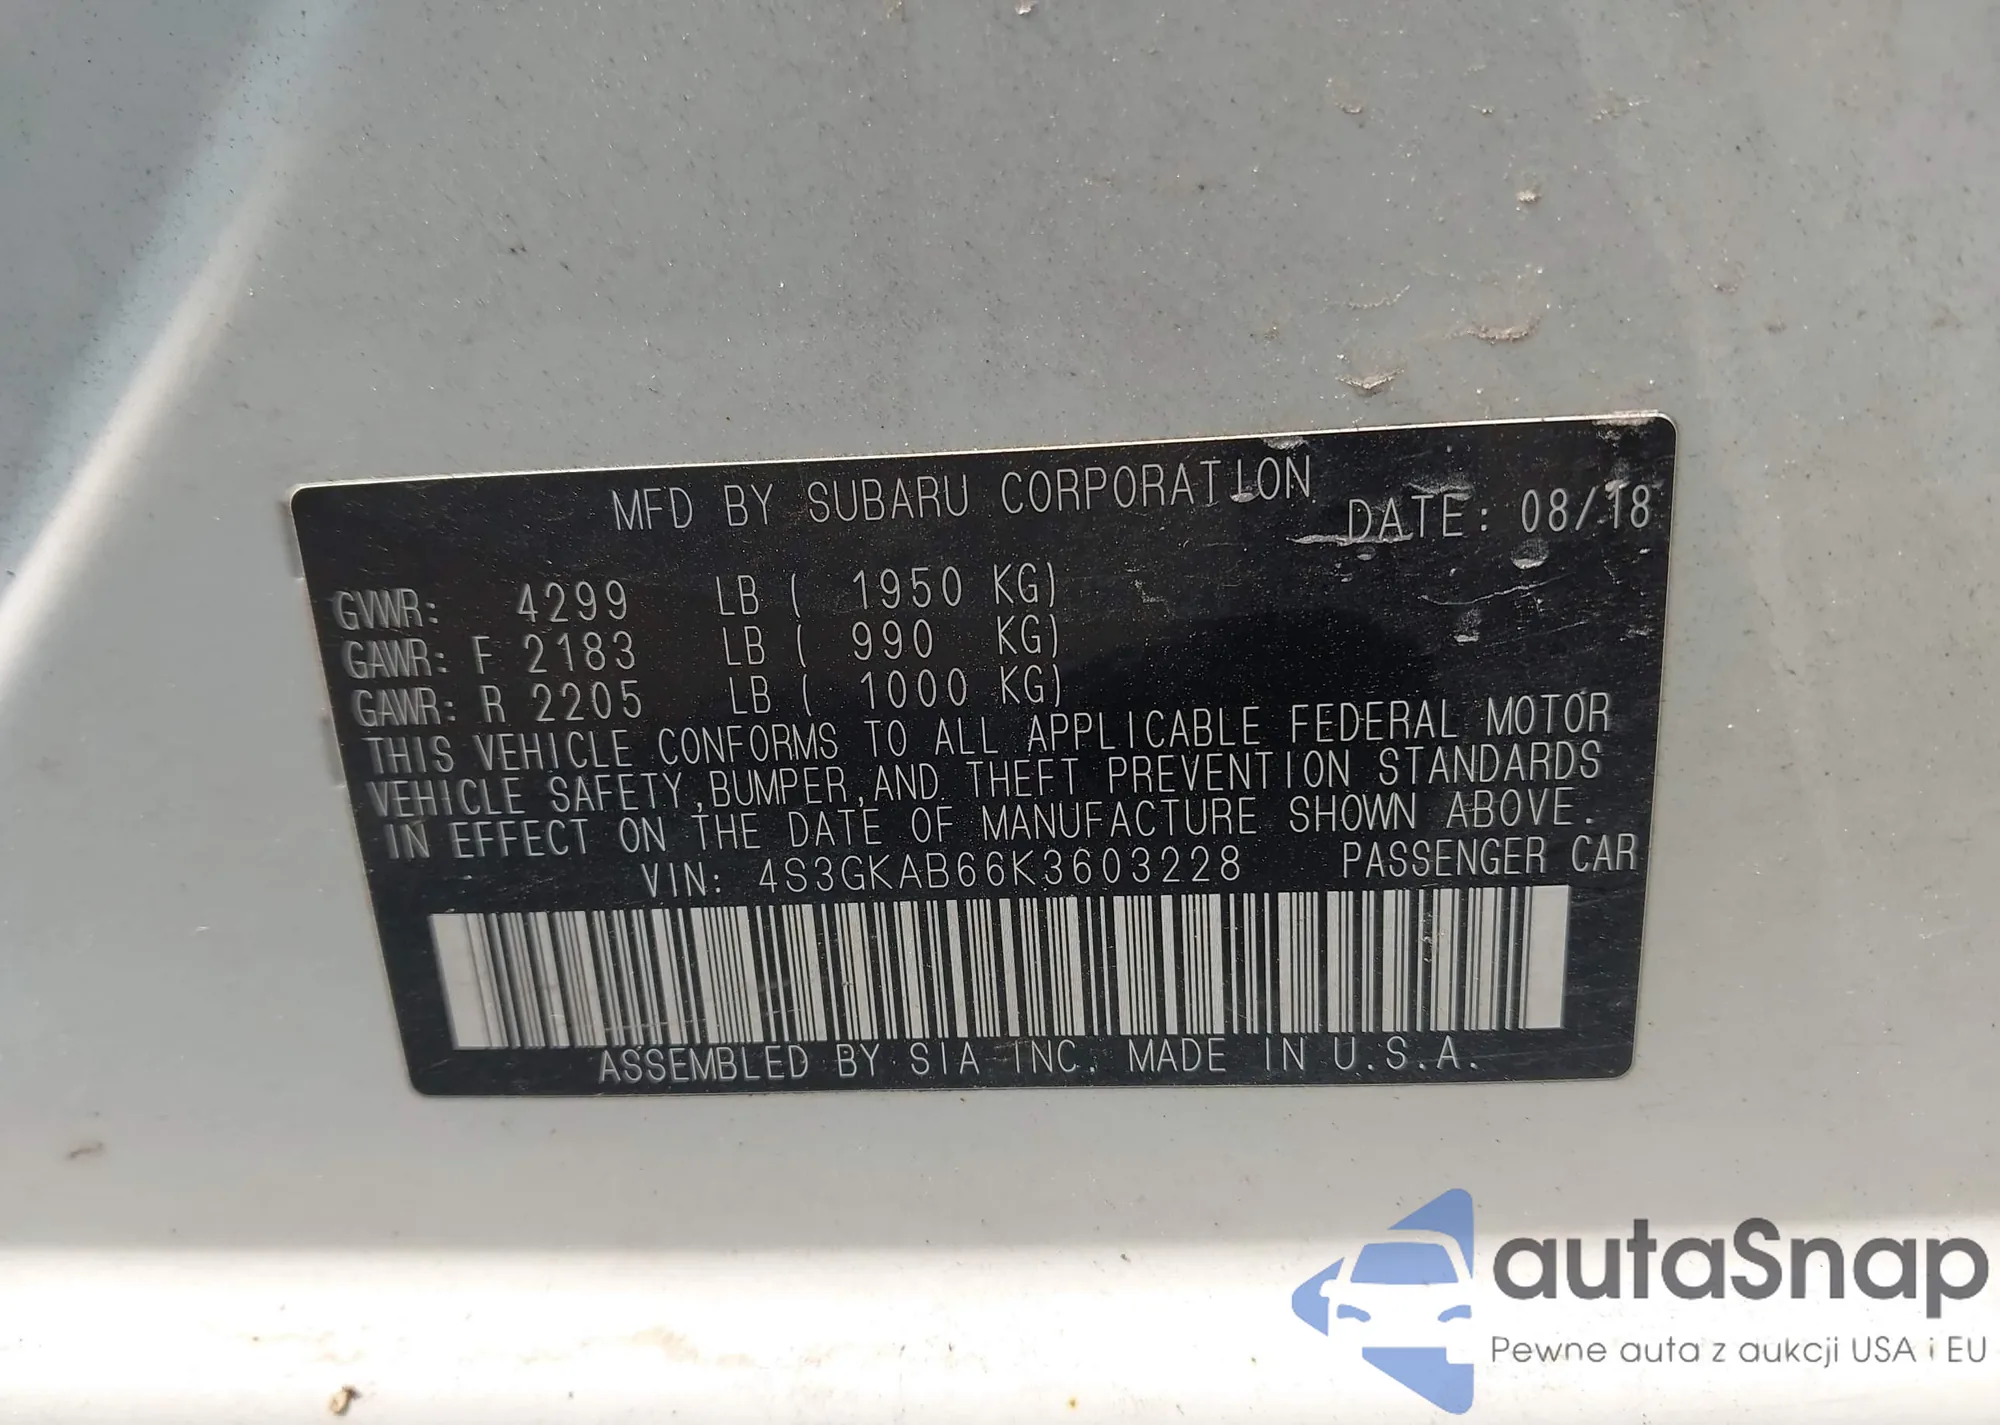 MFD BY SUBARU CORPORATION DATE: 08/18
GVWR: 4299 LB ( 1950 KG)
GAWR: F 2183 LB ( 990 KG)
GAWR: R 2205 LB ( 1000 KG)
THIS VEHICLE CONFORMS TO ALL APPLICABLE FEDERAL MOTOR
VEHICLE SAFETY,BUMPER,AND THEFT PREVENTION STANDARDS
IN EFFECT ON THE DATE OF MANUFACTURE SHOWN ABOVE.
VIN: 4S3GKAB66K3603228 PASSENGER CAR
ASSEMBLED BY SIA INC. MADE IN U.S.A.
autaSnap
Pewne auta z aukcji USA i EU